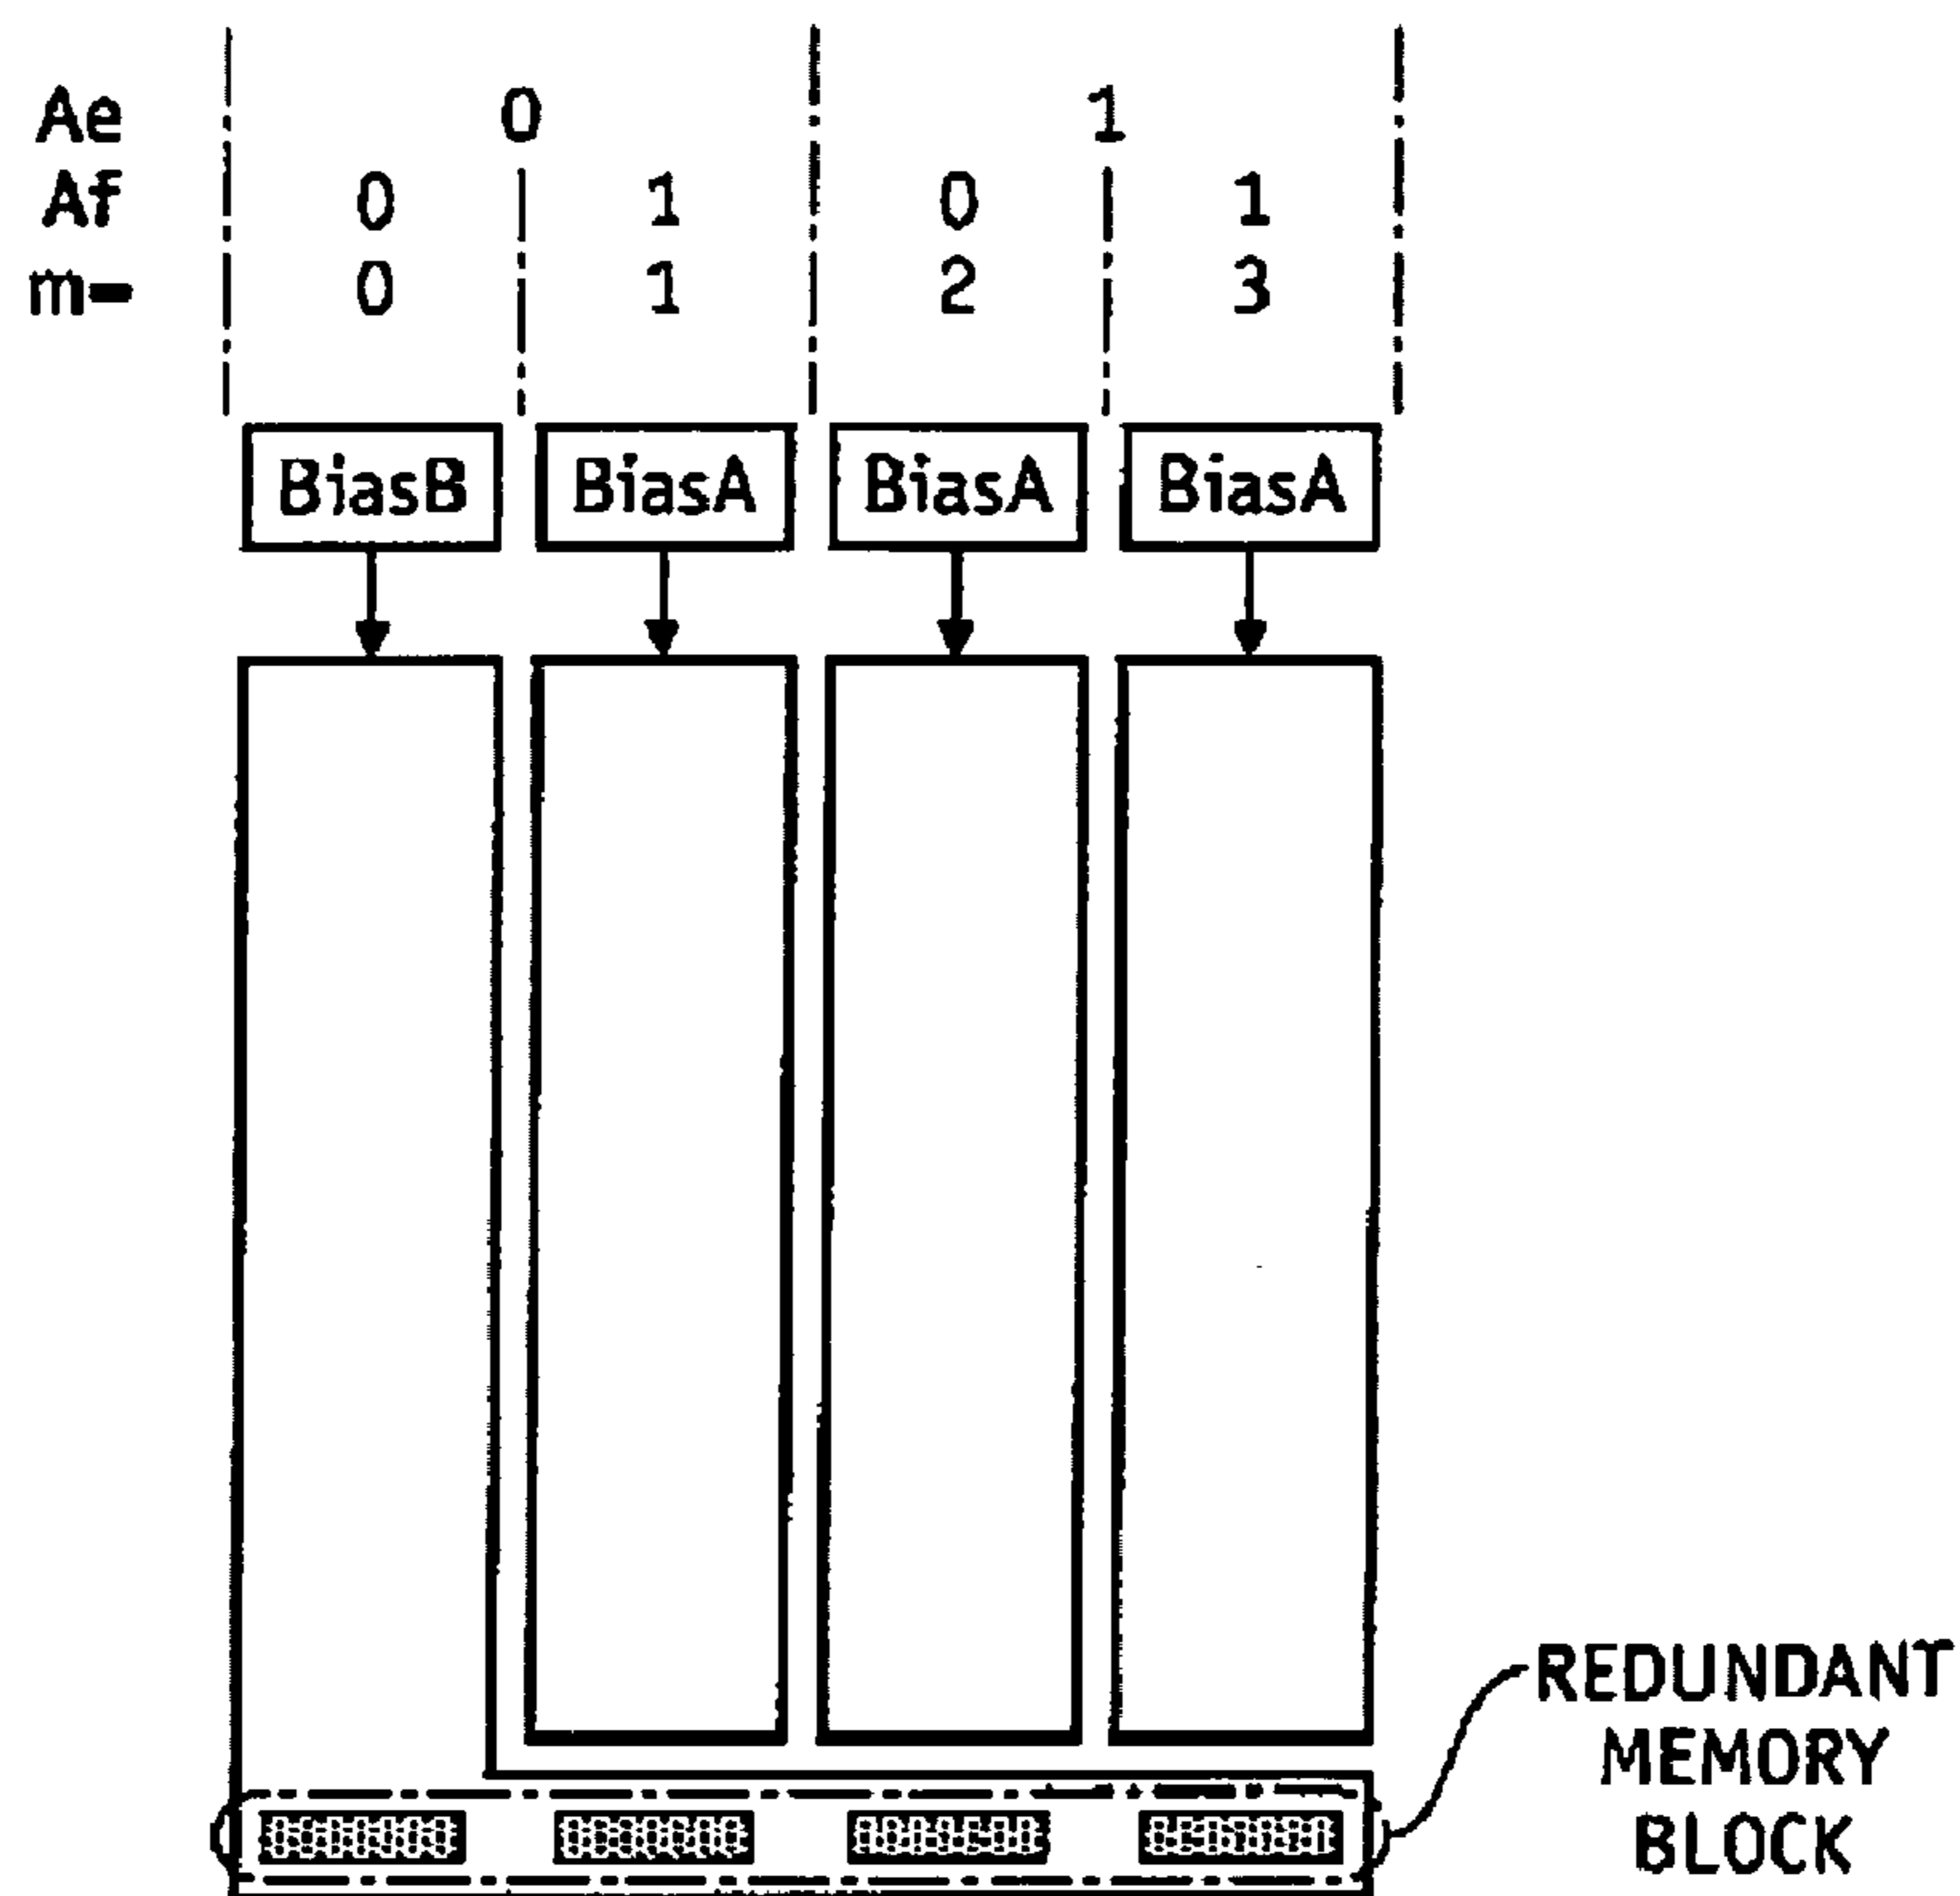 Ae 0 1
Af 0 1 0 1
m= 0 1 2 3
BiasB BiasA BiasA BiasA
REDUNDANT
MEMORY
BLOCK